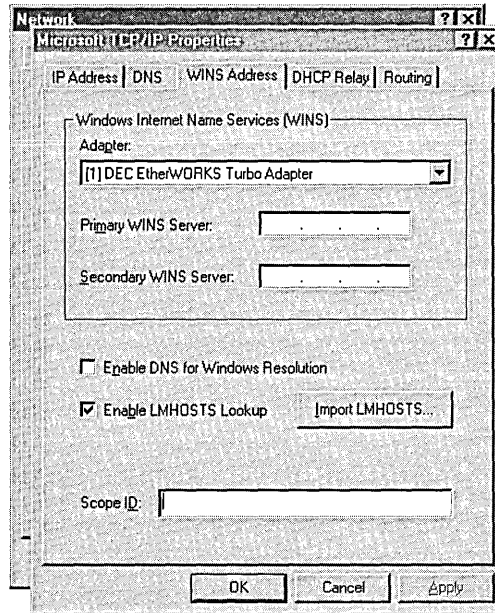 Network
Microsoft TCP/IP Properties
IP Address DNS WINS Address DHCP Relay Routing
Windows Internet Name Services (WINS)
Adapter:
[1] DEC EtherWORKS Turbo Adapter
Primary WINS Server:
Secondary WINS Server:
Enable DNS for Windows Resolution
Enable LMHOSTS Lookup Import LMHOSTS...
Scope ID:
OK Cancel Apply